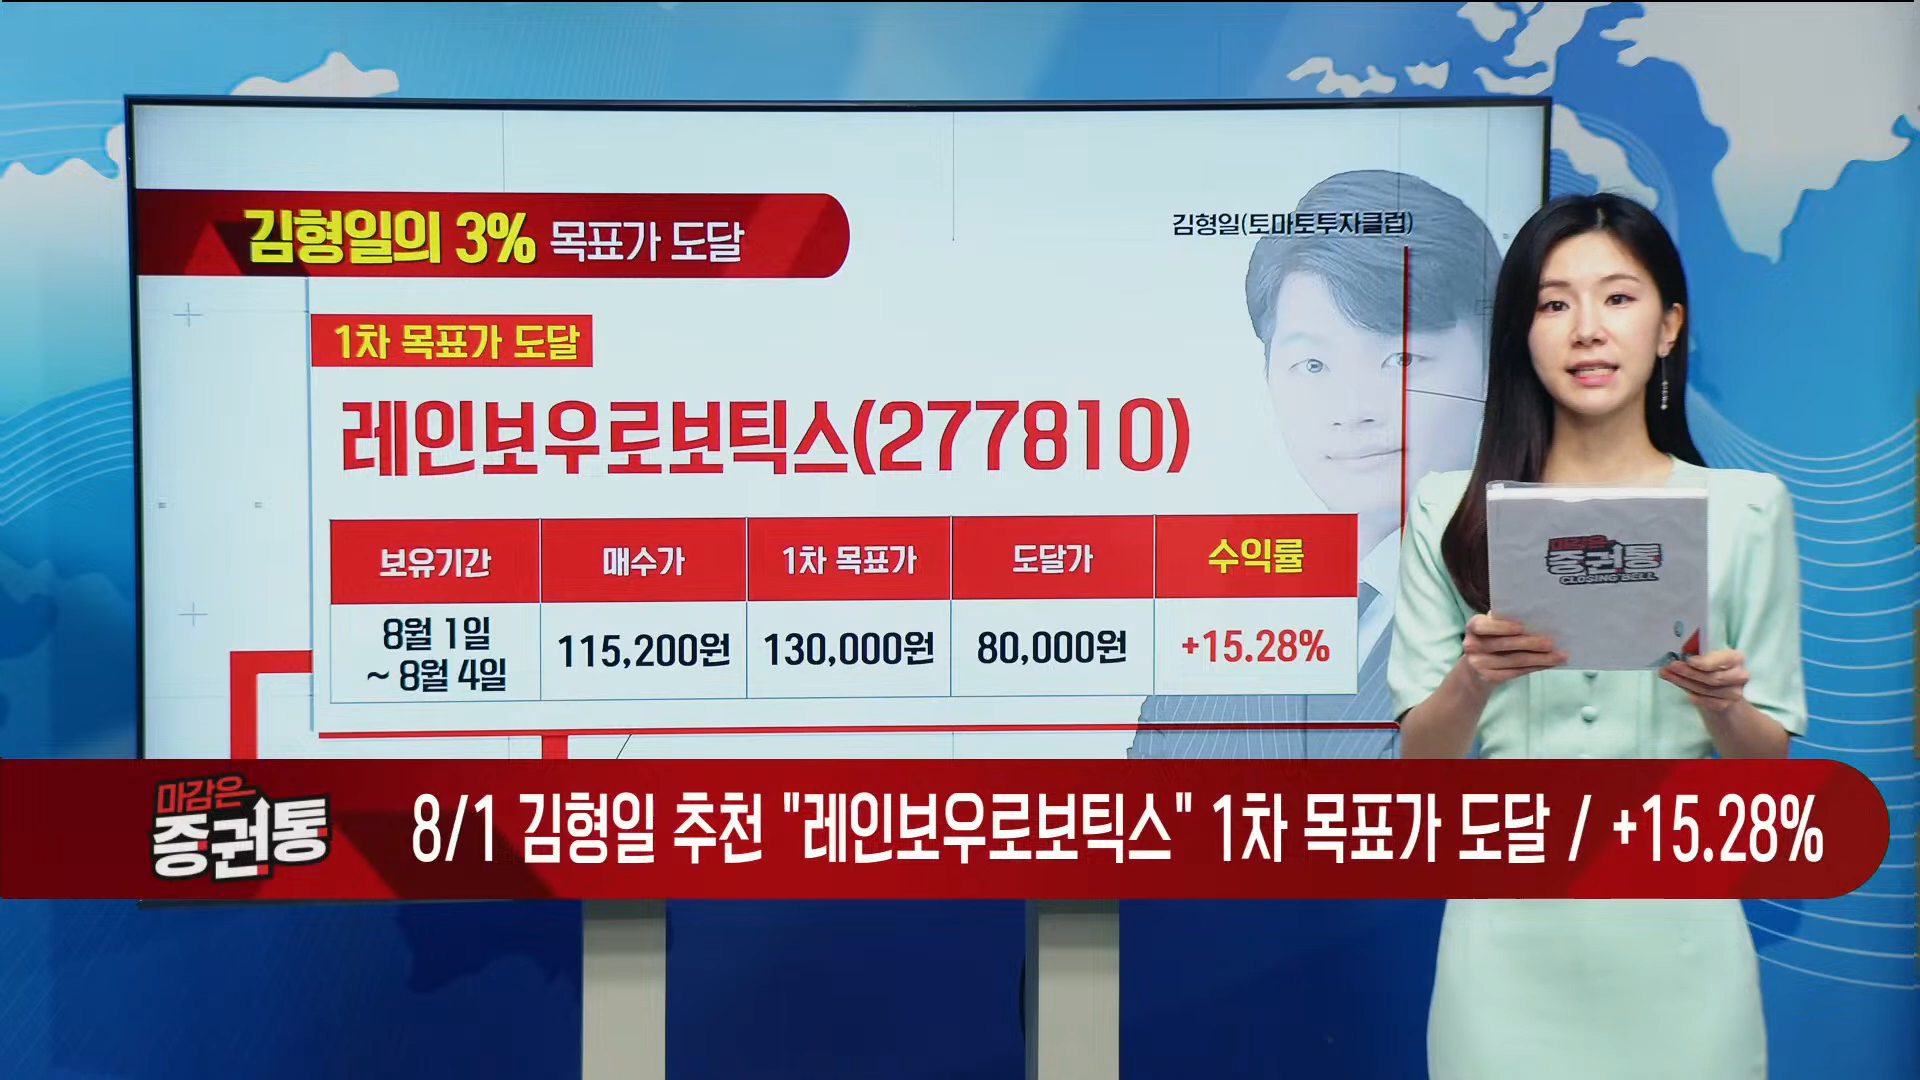 김형일의 3% 목표가 도달
김형일(토마토투자클럽)
1차 목표가 도달
레인보우로보틱스(277810)
보유기간 매수가 1차 목표가 도달가 수익률
8월 1일
~ 8월 4일 115,200원 130,000원 80,000원 +15.28%
마감은
증권통
CLOSING BELL
마감은
증권통
8/1 김형일 추천 "레인보우로보틱스" 1차 목표가 도달 / +15.28%